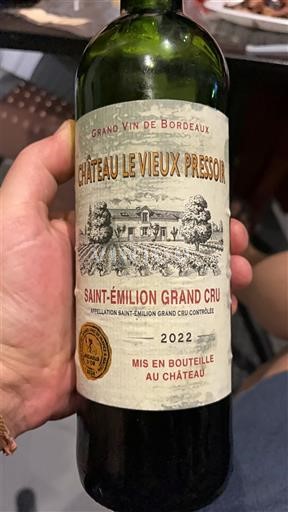 GRAND VIN DE BORDEAUX
CHÂTEAU LE VIEUX PRESSOIR
SAINT-ÉMILION GRAND CRU
APPELLATION SAINT-ÉMILION GRAND CRU CONTRÔLÉE
2022
MIS EN BOUTEILLE
AU CHÂTEAU